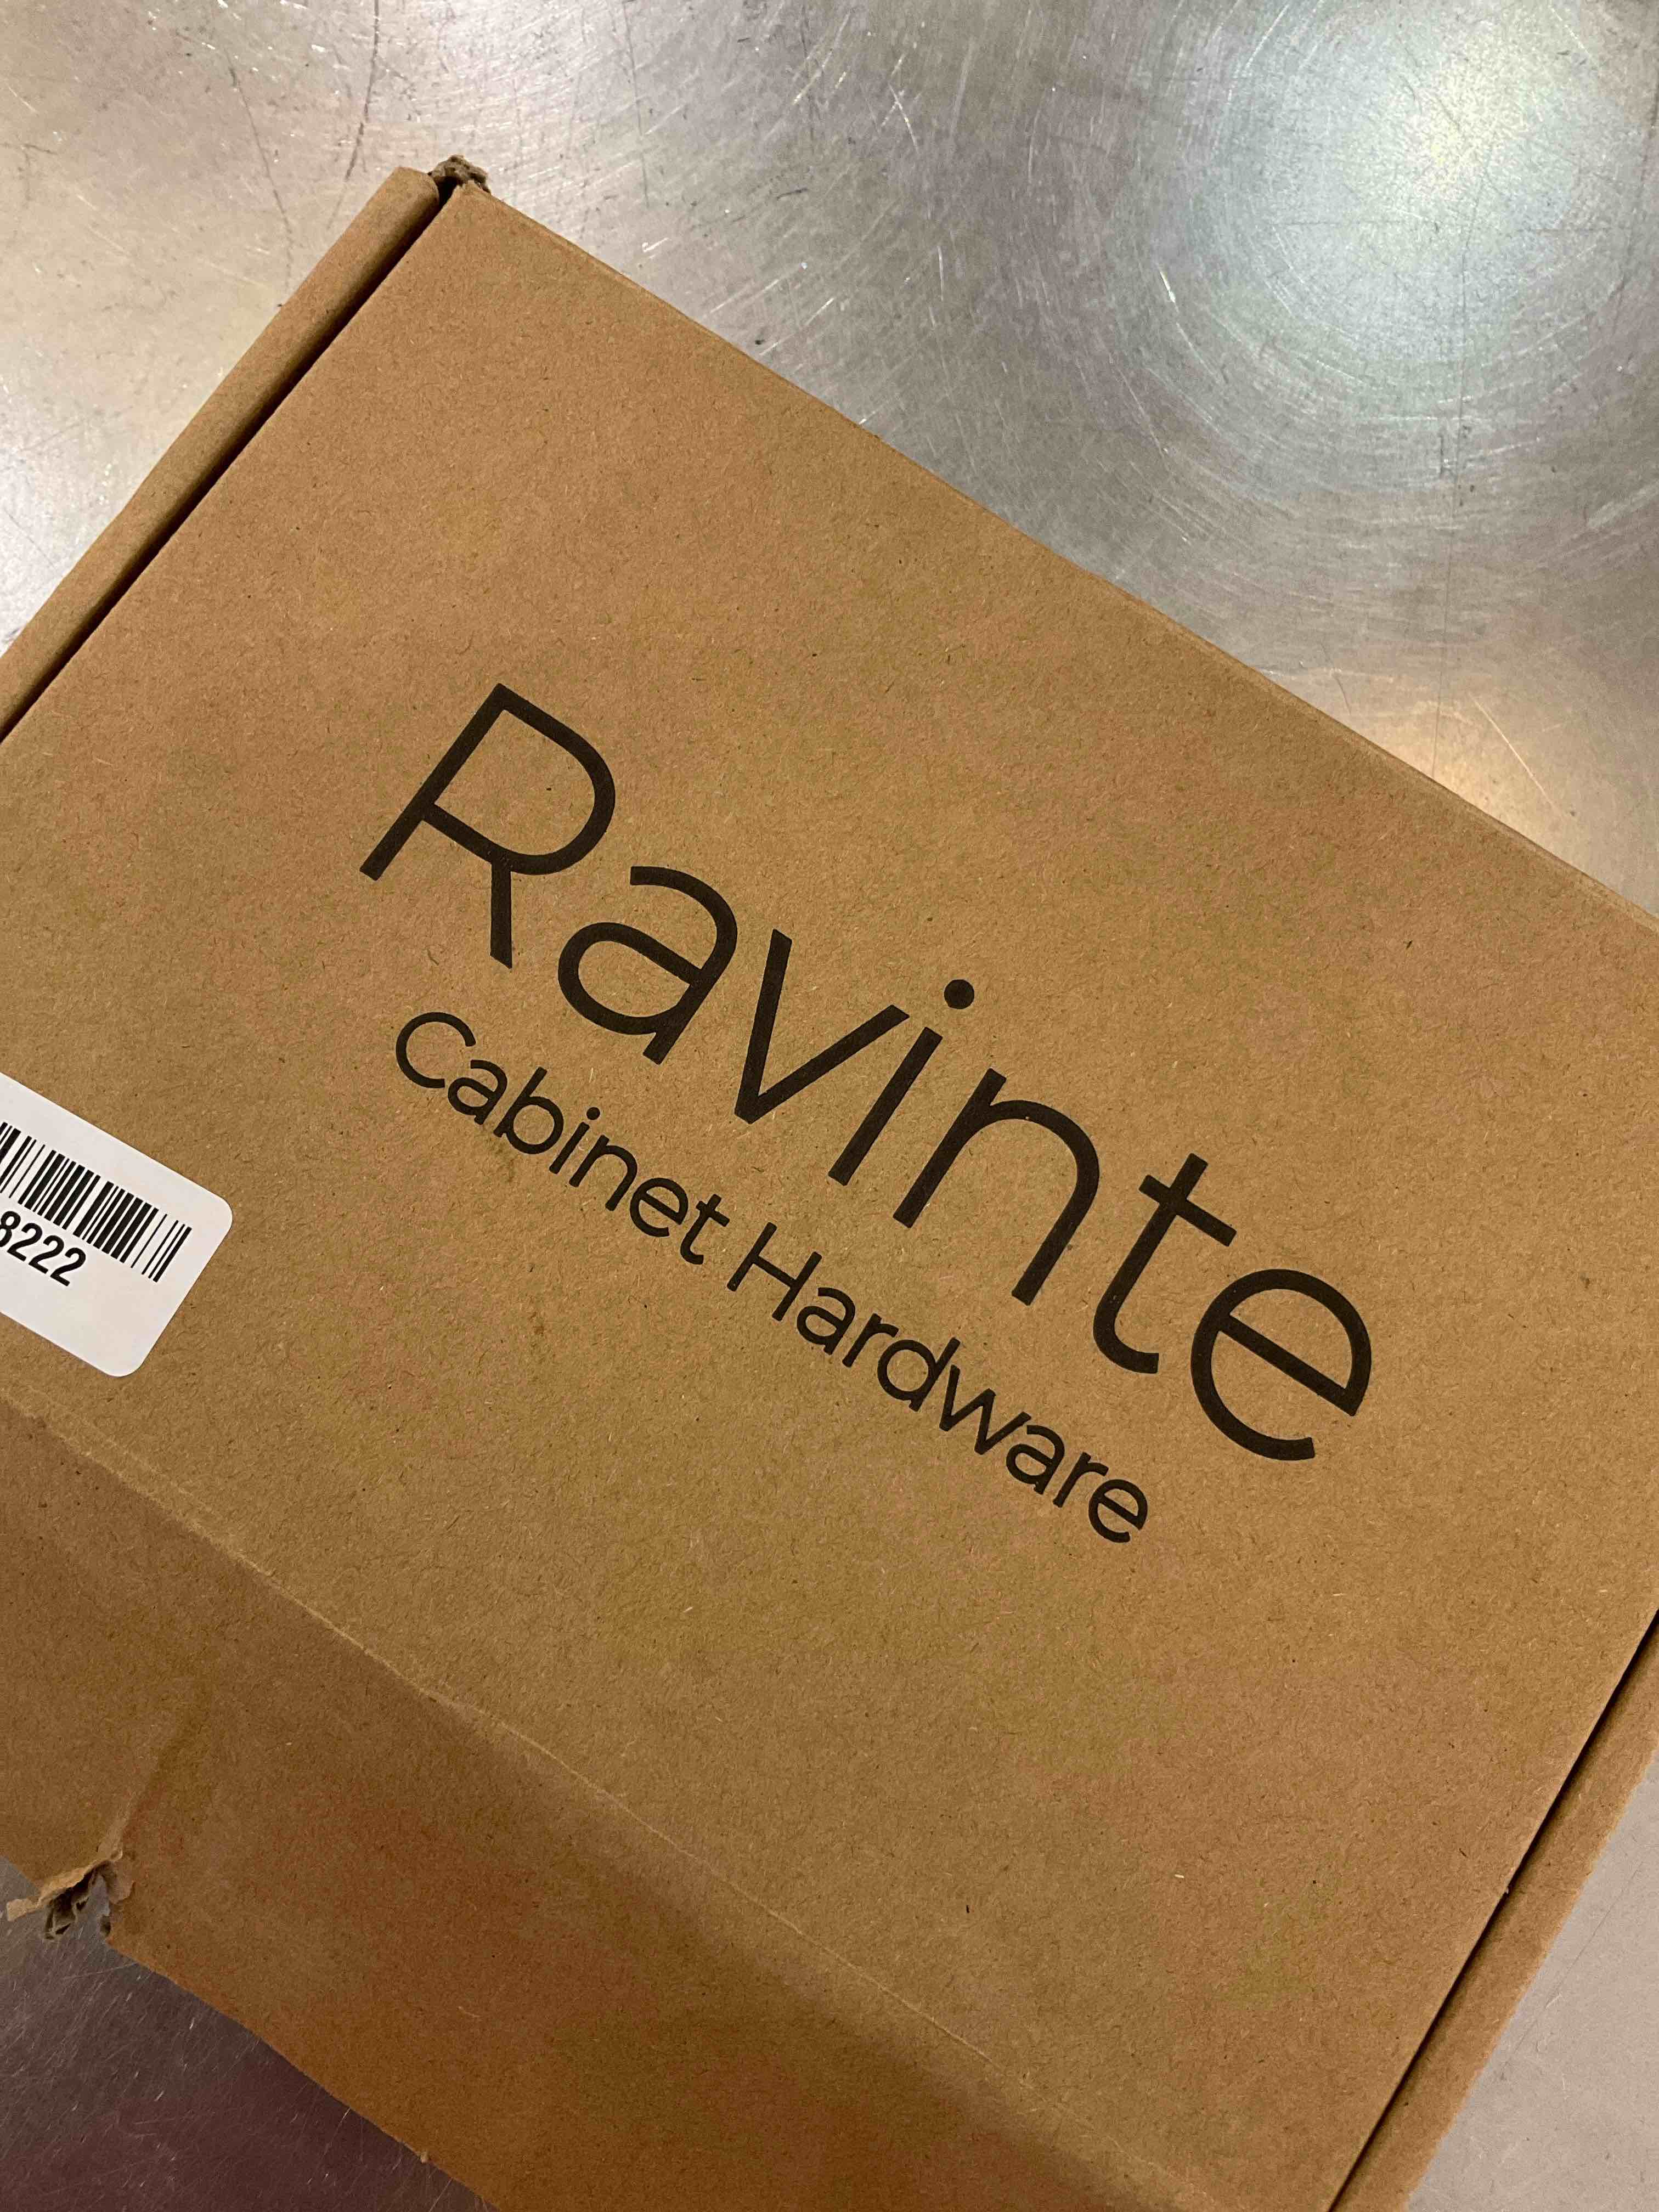 Ravinte
Cabinet Hardware
8222